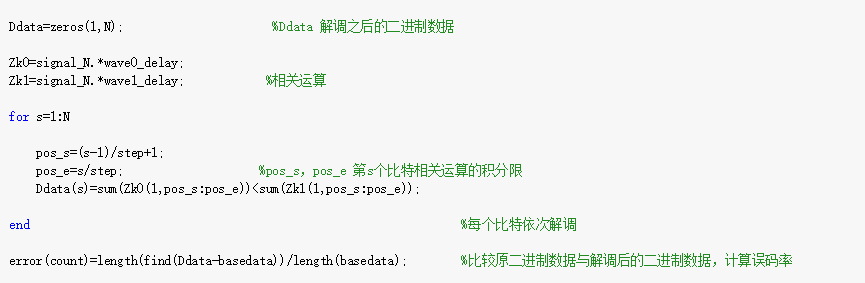 Ddata=zeros(1,N); %Ddata 解调之后的二进制数据
Zk0=signal_N.*wave0_delay;
Zk1=signal_N.*wave1_delay; %相关运算
for s=1:N
pos_s=(s-1)/step+1;
pos_e=s/step; %pos_s，pos_e 第s个比特相关运算的积分限
Ddata(s)=sum(Zk0(1,pos_s:pos_e))<sum(Zk1(1,pos_s:pos_e));
end %每个比特依次解调
error(count)=length(find(Ddata-basedata))/length(basedata); %比较原二进制数据与解调后的二进制数据，计算误码率